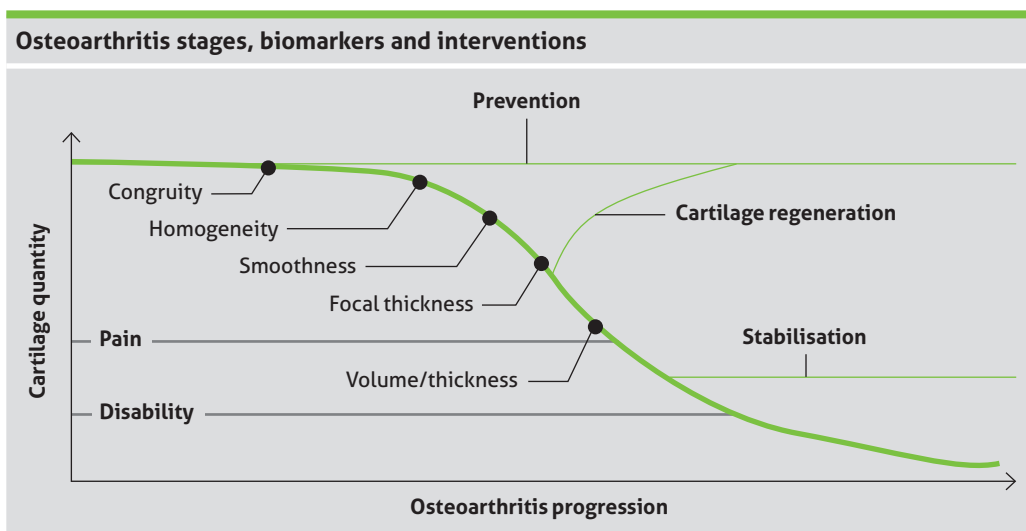 Osteoarthritis stages, biomarkers and interventions
Prevention
Congruity
Homogeneity
Cartilage regeneration
Smoothness
Focal thickness
Pain
Stabilisation
Volume/thickness
Disability
Cartilage quantity
Osteoarthritis progression